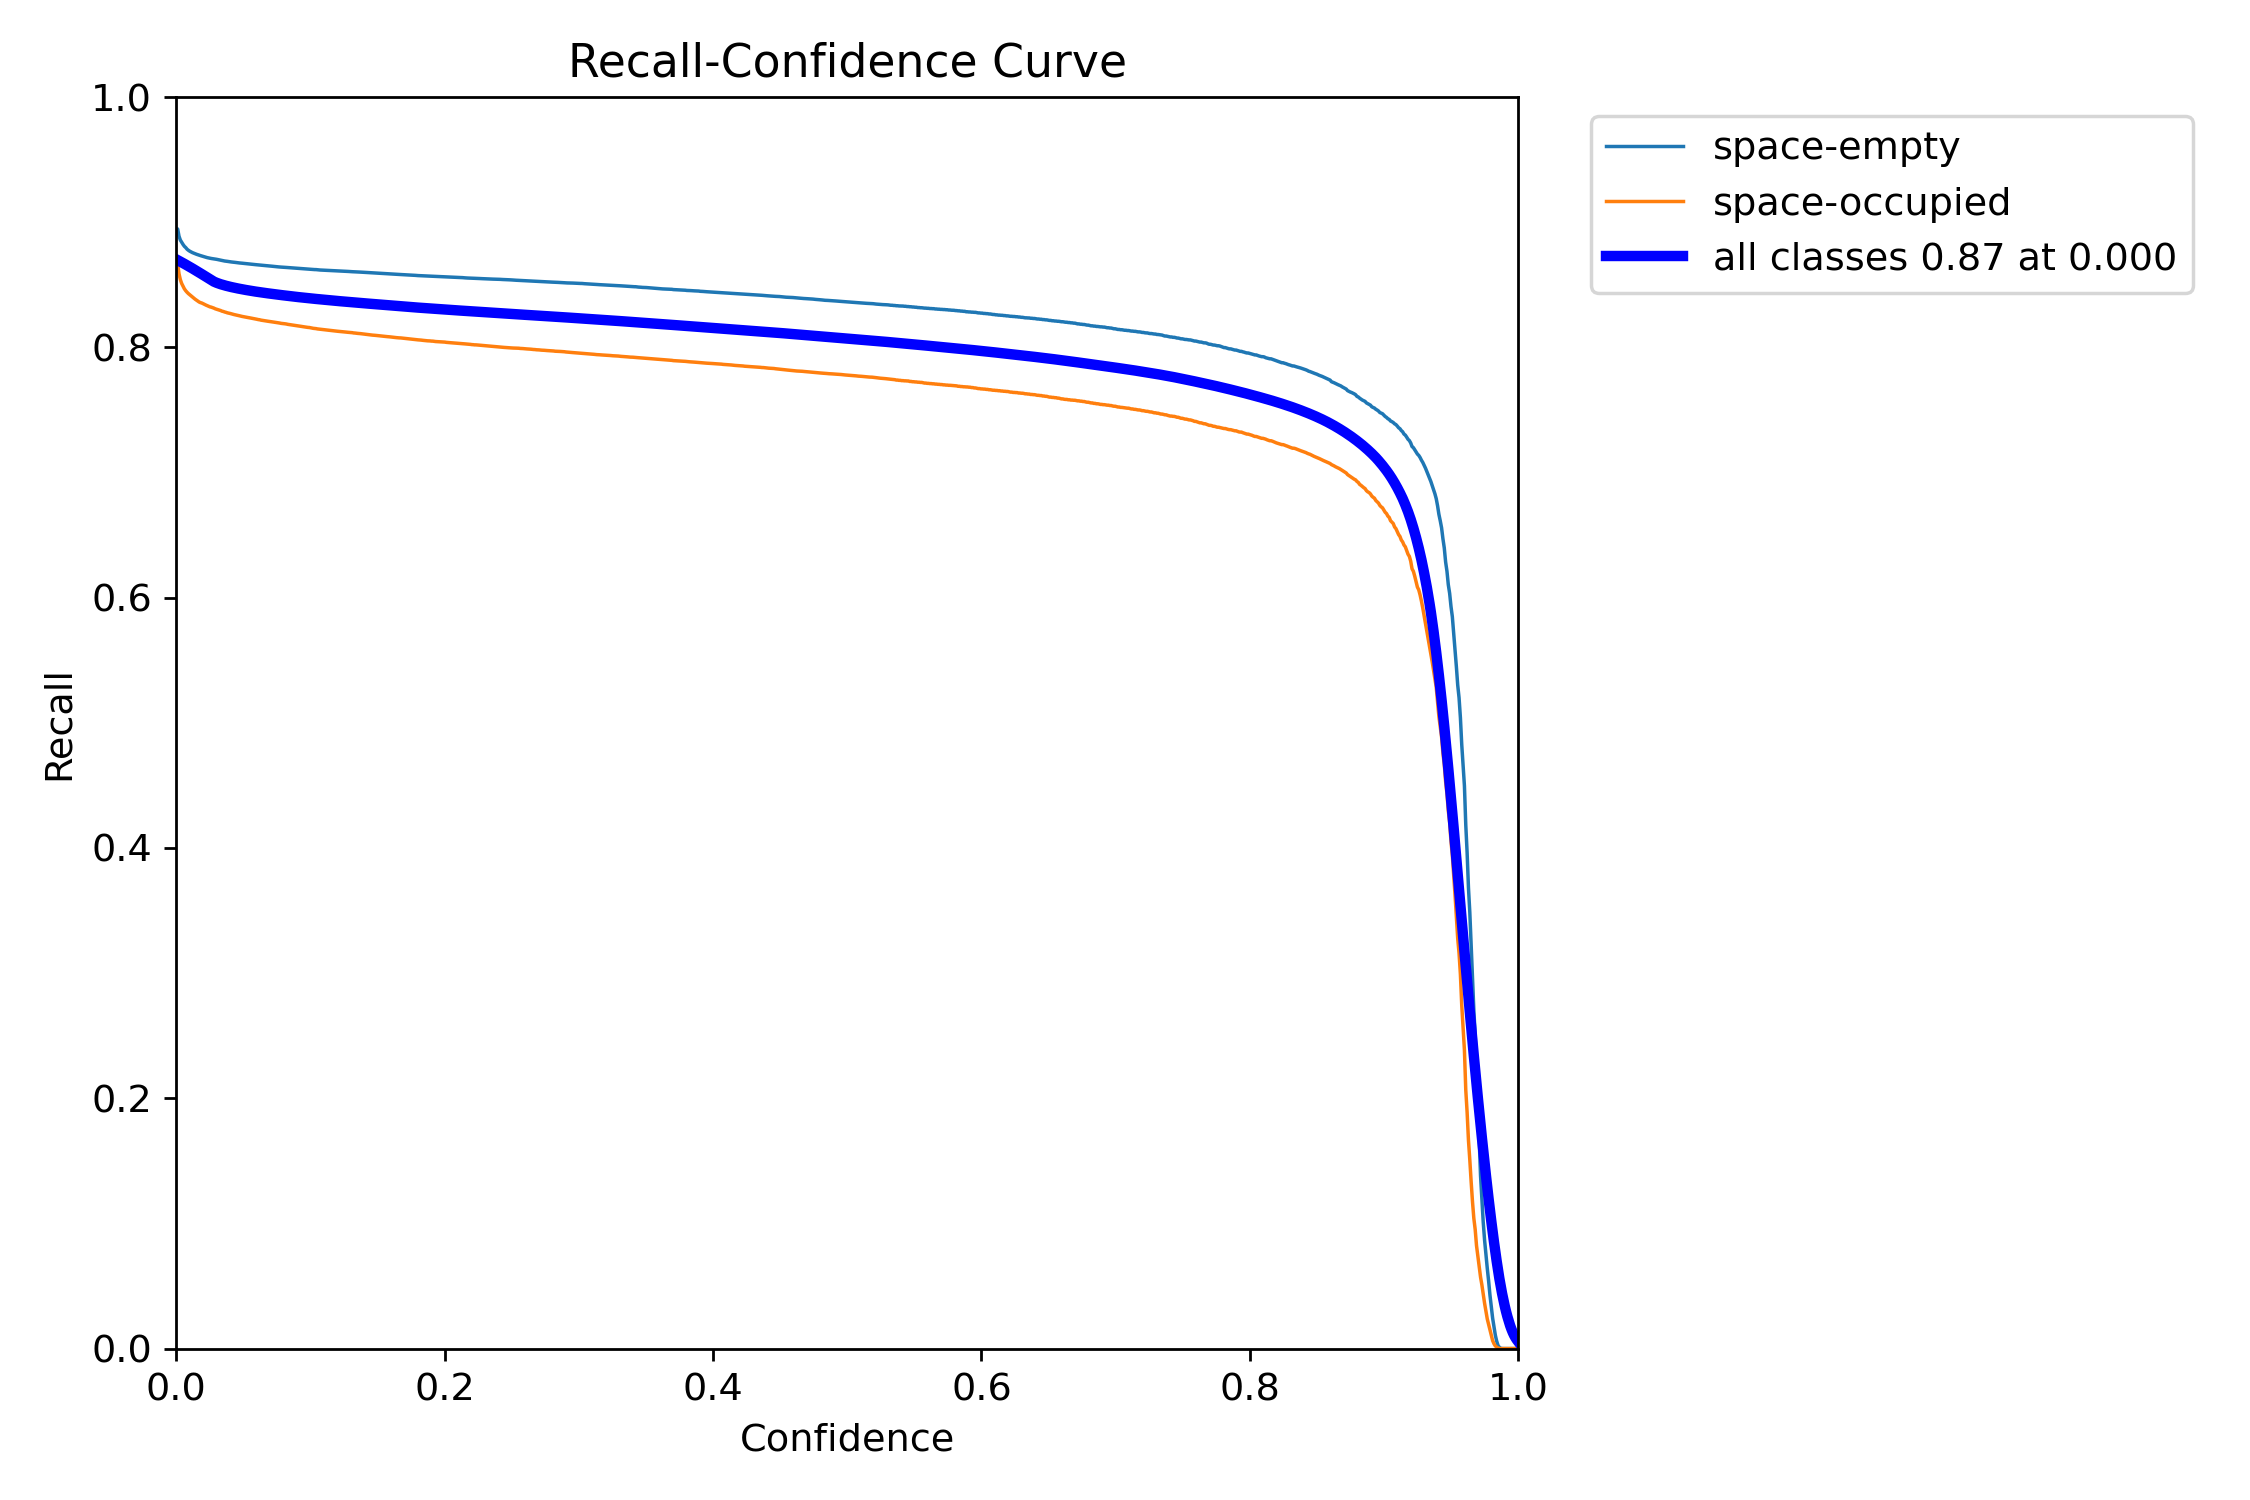 Recall-Confidence Curve
1.0
0.8
0.6
0.4
0.2
0.0
Recall
0.0 0.2 0.4 0.6 0.8 1.0
Confidence
space-empty
space-occupied
all classes 0.87 at 0.000